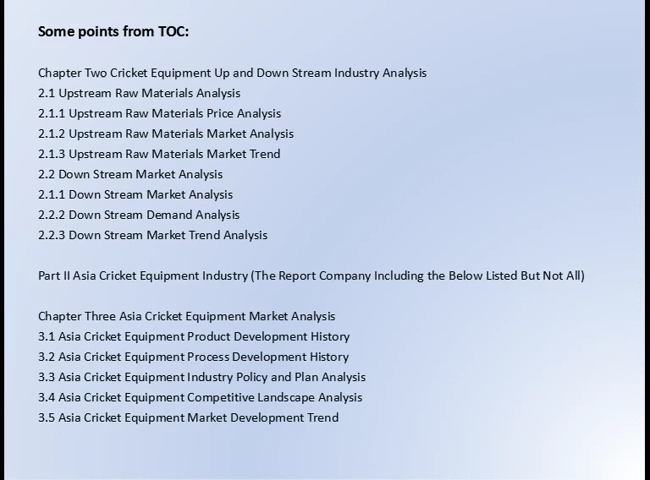 Some points from TOC:
Chapter Two Cricket Equipment Up and Down Stream Industry Analysis
2.1 Upstream Raw Materials Analysis
2.1.1 Upstream Raw Materials Price Analysis
2.1.2 Upstream Raw Materials Market Analysis
2.1.3 Upstream Raw Materials Market Trend
2.2 Down Stream Market Analysis
2.1.1 Down Stream Market Analysis
2.2.2 Down Stream Demand Analysis
2.2.3 Down Stream Market Trend Analysis
Part II Asia Cricket Equipment Industry (The Report Company Including the Below Listed But Not All)
Chapter Three Asia Cricket Equipment Market Analysis
3.1 Asia Cricket Equipment Product Development History
3.2 Asia Cricket Equipment Process Development History
3.3 Asia Cricket Equipment Industry Policy and Plan Analysis
3.4 Asia Cricket Equipment Competitive Landscape Analysis
3.5 Asia Cricket Equipment Market Development Trend